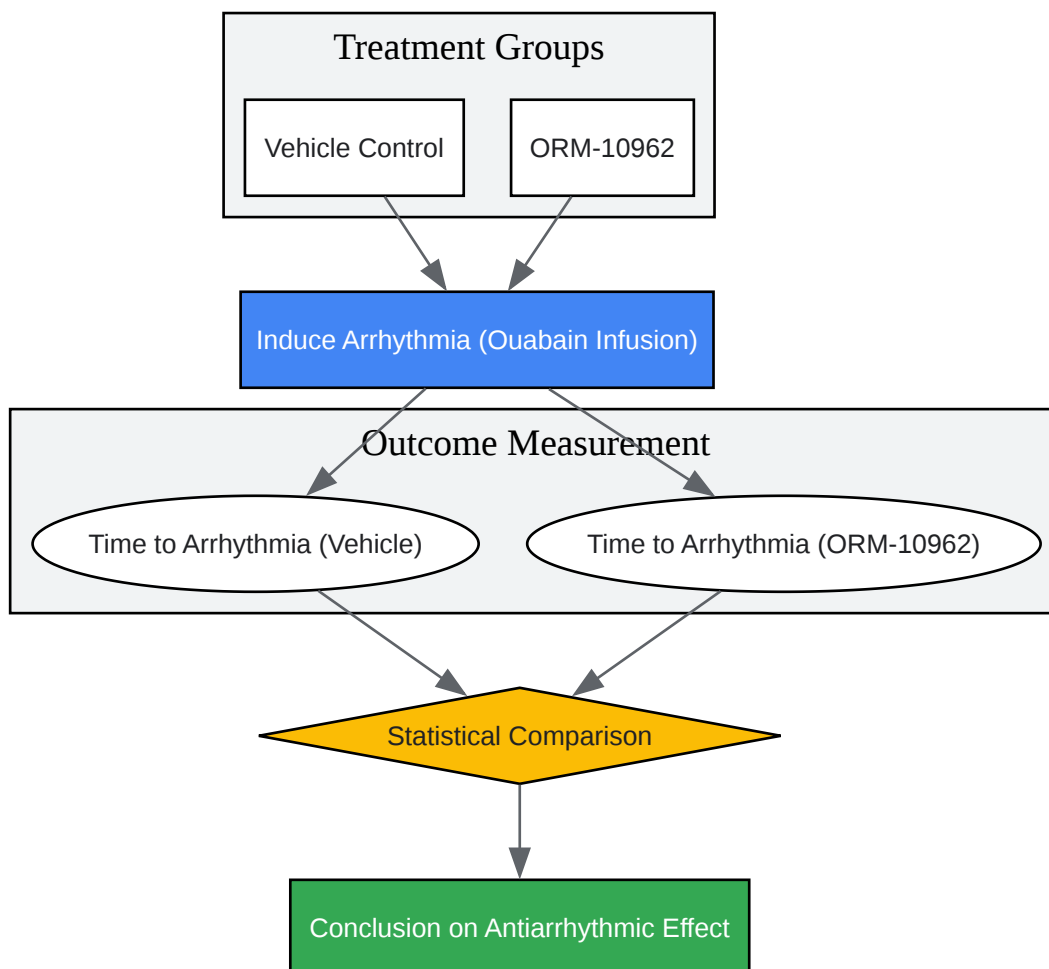 Treatment Groups
Vehicle Control
ORM-10962
Induce Arrhythmia (Ouabain Infusion)
Outcome Measurement
Time to Arrhythmia (Vehicle)
Time to Arrhythmia (ORM-10962)
Statistical Comparison
Conclusion on Antiarrhythmic Effect